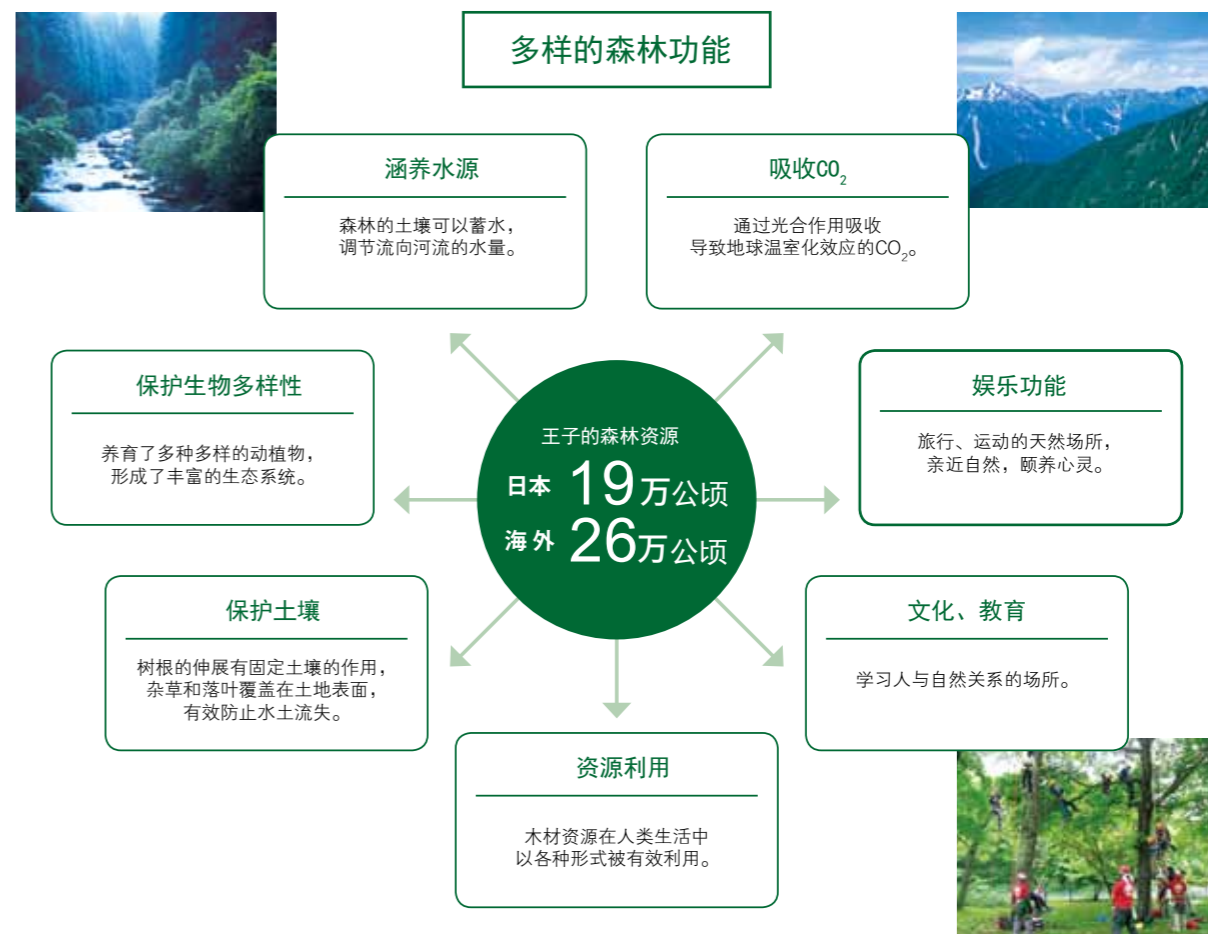 多样的森林功能
涵养水源
森林的土壤可以蓄水，
调节流向河流的水量。
吸收CO₂
通过光合作用吸收
导致地球温室化效应的CO₂。
保护生物多样性
养育了多种多样的动植物，
形成了丰富的生态系统。
王子的森林资源
日本 19万公顷
海外 26万公顷
娱乐功能
旅行、运动的天然场所，
亲近自然，颐养心灵。
保护土壤
树根的伸展有固定土壤的作用，
杂草和落叶覆盖在土地表面，
有效防止水土流失。
文化、教育
学习人与自然关系的场所。
资源利用
木材资源在人类生活中
以各种形式被有效利用。